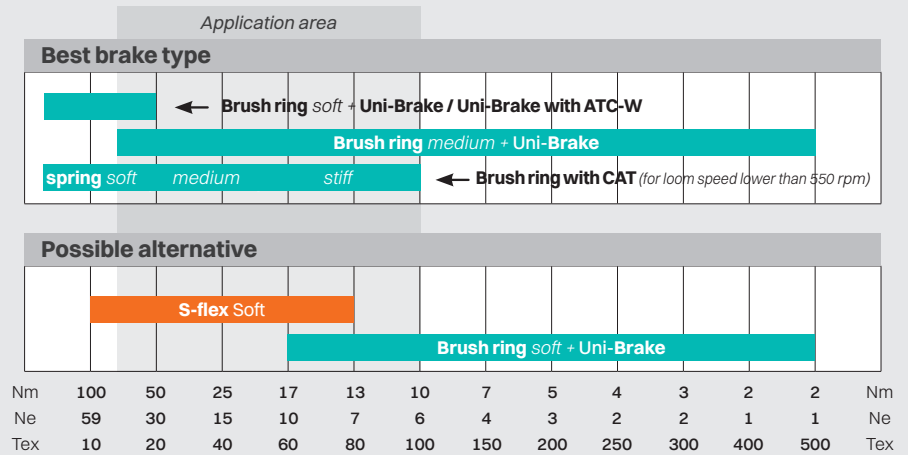 Application area
Best brake type
Brush ring soft + Uni-Brake / Uni-Brake with ATC-W
Brush ring medium + Uni-Brake
spring soft medium stiff Brush ring with CAT (for loom speed lower than 550 rpm)
Possible alternative
S-flex Soft
Brush ring soft + Uni-Brake
Nm 100 50 25 17 13 10 7 5 4 3 2 2 Nm
Ne 59 30 15 10 7 6 4 3 2 2 1 1 Ne
Tex 10 20 40 60 80 100 150 200 250 300 400 500 Tex